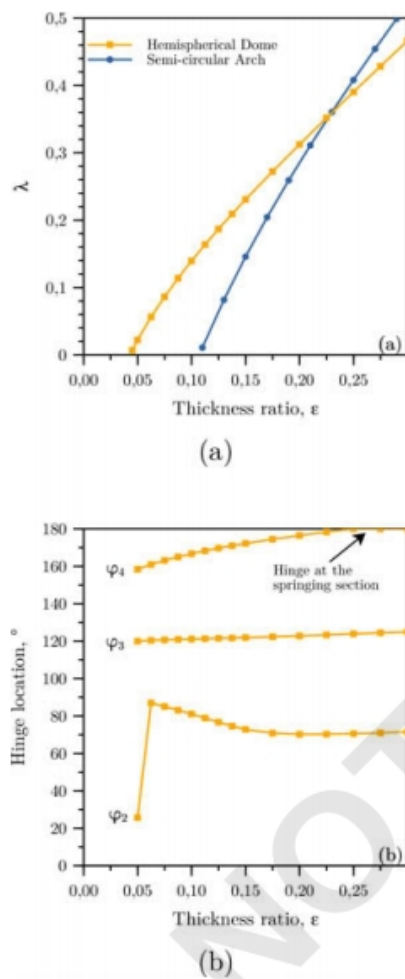 0,5
Hemispherical Dome
Semi-circular Arch
0,4
0,3
λ
0,2
0,1
(a)
0
0,00 0,05 0,10 0,15 0,20 0,25
Thickness ratio, ε
(a)
180
160
φ4
Hinge at the
springing section
140
120
φ3
100
Hinge location, °
80
60
40
φ2
20
(b)
0
0,00 0,05 0,10 0,15 0,20 0,25
Thickness ratio, ε
(b)
NOT